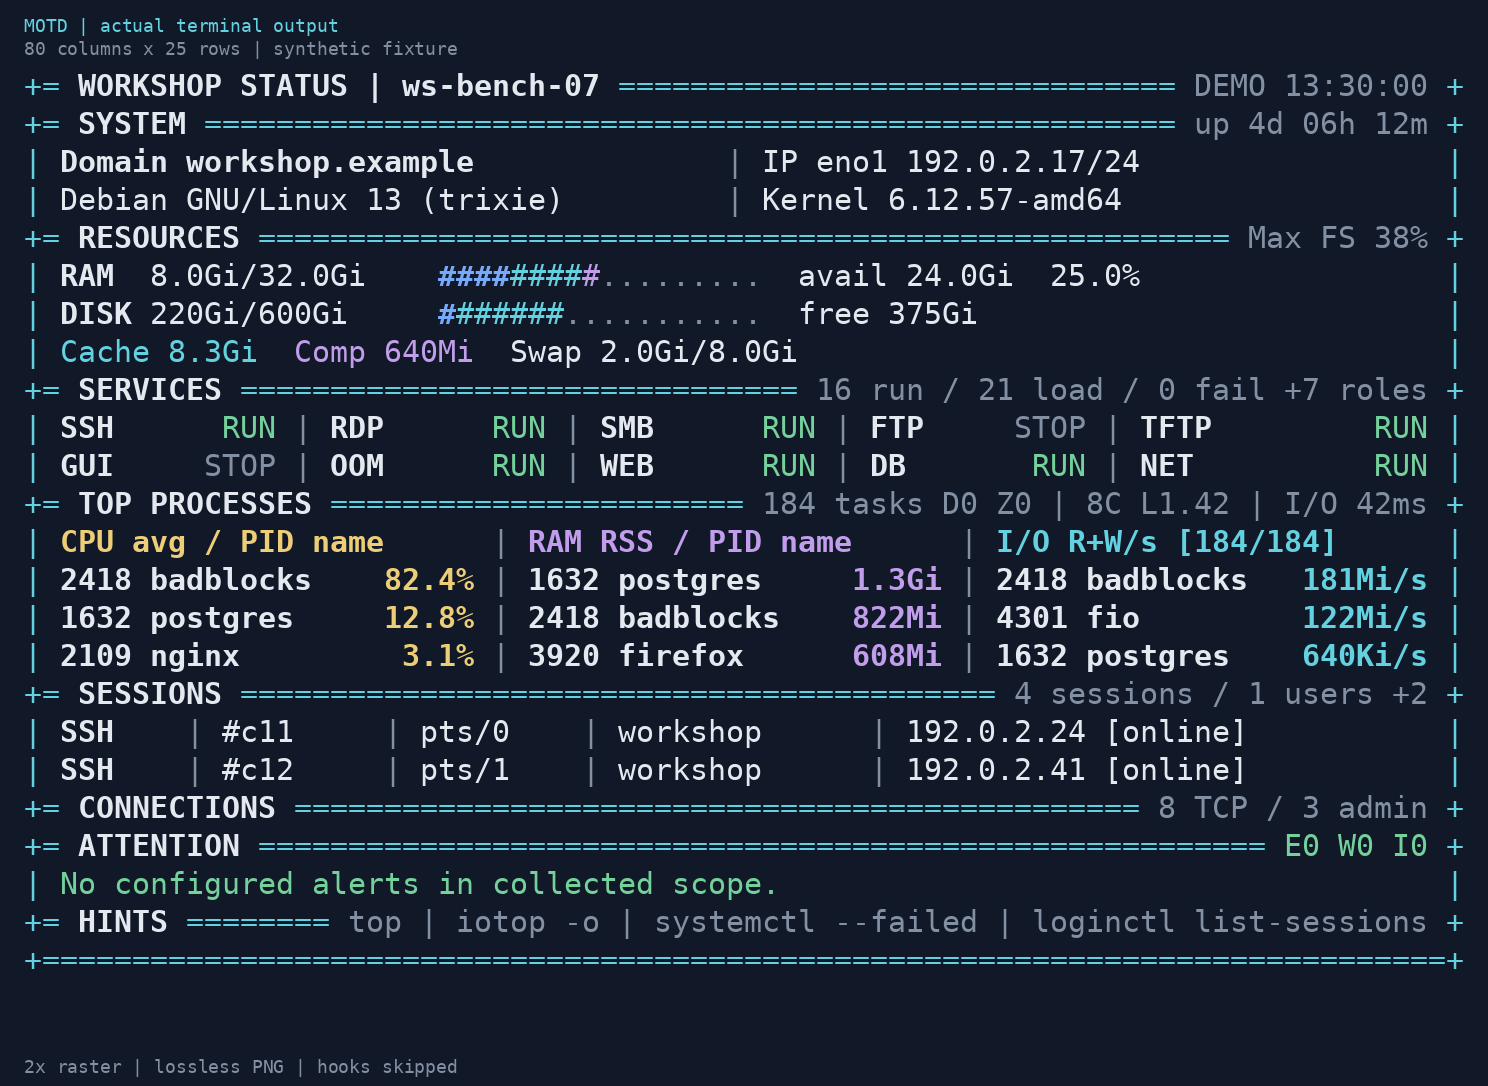 MOTD | actual terminal output
80 columns x 25 rows | synthetic fixture
+= WORKSHOP STATUS | ws-bench-07 =============================== DEMO 13:30:00 +
+= SYSTEM ====================================================== up 4d 06h 12m +
| Domain workshop.example              | IP eno1 192.0.2.17/24                 |
| Debian GNU/Linux 13 (trixie)         | Kernel 6.12.57-amd64                  |
+= RESOURCES ====================================================== Max FS 38% +
| RAM  8.0Gi/32.0Gi    #########.........  avail 24.0Gi  25.0%                 |
| DISK 220Gi/600Gi     #######...........  free 375Gi                          |
| Cache 8.3Gi  Comp 640Mi  Swap 2.0Gi/8.0Gi                                    |
+= SERVICES =============================== 16 run / 21 load / 0 fail +7 roles +
| SSH      RUN | RDP      RUN | SMB      RUN | FTP     STOP | TFTP         RUN |
| GUI     STOP | OOM      RUN | WEB      RUN | DB       RUN | NET          RUN |
+= TOP PROCESSES ======================= 184 tasks D0 Z0 | 8C L1.42 | I/O 42ms +
| CPU avg / PID name      | RAM RSS / PID name      | I/O R+W/s [184/184]      |
| 2418 badblocks    82.4% | 1632 postgres     1.3Gi | 2418 badblocks   181Mi/s |
| 1632 postgres     12.8% | 2418 badblocks    822Mi | 4301 fio         122Mi/s |
| 2109 nginx         3.1% | 3920 firefox      608Mi | 1632 postgres    640Ki/s |
+= SESSIONS ========================================== 4 sessions / 1 users +2 +
| SSH    | #c11     | pts/0    | workshop      | 192.0.2.24 [online]           |
| SSH    | #c12     | pts/1    | workshop      | 192.0.2.41 [online]           |
+= CONNECTIONS =============================================== 8 TCP / 3 admin +
+= ATTENTION ======================================================== E0 W0 I0 +
| No configured alerts in collected scope.                                     |
+= HINTS ======== top | iotop -o | systemctl --failed | loginctl list-sessions +
+==============================================================================+
2x raster | lossless PNG | hooks skipped